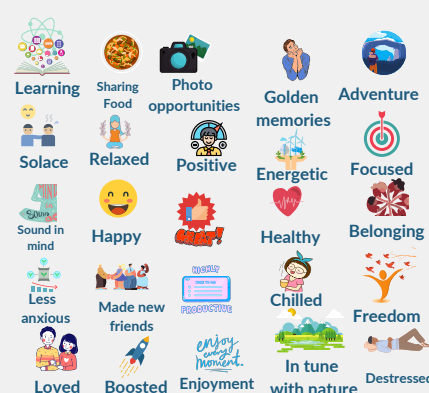 Learning
Sharing
Food
Photo
opportunities
Golden
memories
Adventure
Solace
Relaxed
Positive
Energetic
Focused
Sound in
mind
Happy
Healthy
Belonging
Less
anxious
Made new
friends
HIGHLY
PRODUCTIVE
Chilled
Freedom
Loved
Boosted
enjoy
every
moment.
Enjoyment
In tune
with nature
Destressed